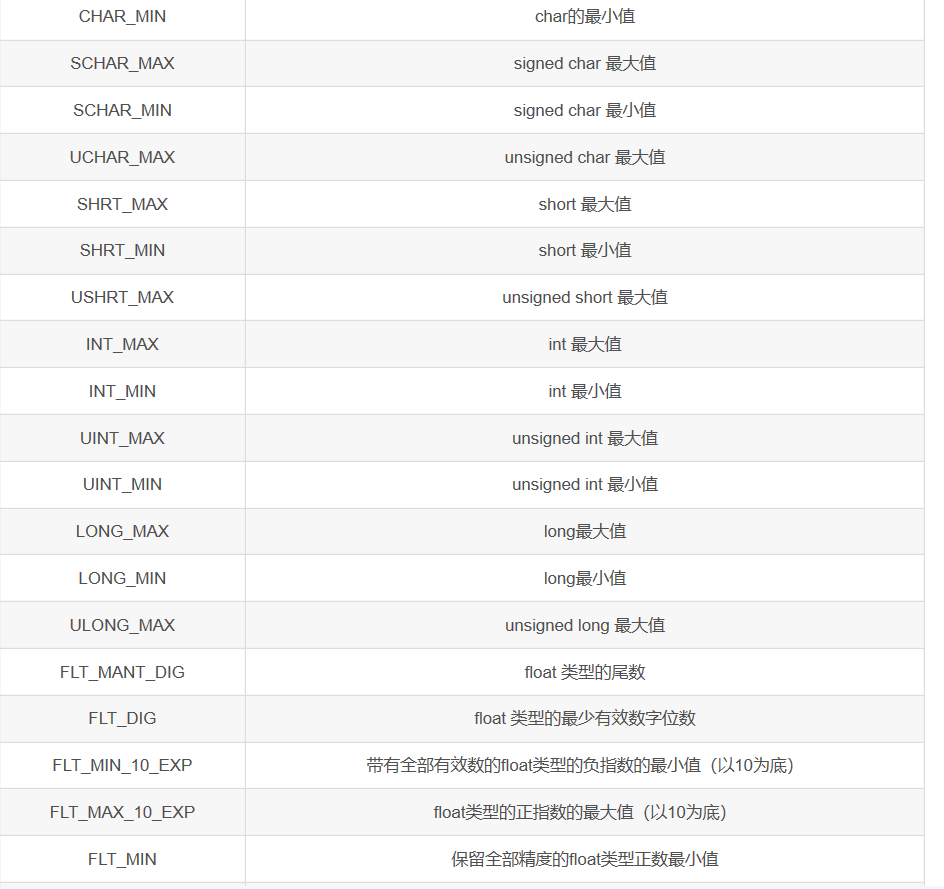 CHAR_MIN char的最小值
SCHAR_MAX signed char 最大值
SCHAR_MIN signed char 最小值
UCHAR_MAX unsigned char 最大值
SHRT_MAX short 最大值
SHRT_MIN short 最小值
USHRT_MAX unsigned short 最大值
INT_MAX int 最大值
INT_MIN int 最小值
UINT_MAX unsigned int 最大值
UINT_MIN unsigned int 最小值
LONG_MAX long最大值
LONG_MIN long最小值
ULONG_MAX unsigned long 最大值
FLT_MANT_DIG float 类型的尾数
FLT_DIG float 类型的最少有效数字位数
FLT_MIN_10_EXP 带有全部有效数的float类型的负指数的最小值（以10为底）
FLT_MAX_10_EXP float类型的正指数的最大值（以10为底）
FLT_MIN 保留全部精度的float类型正数最小值